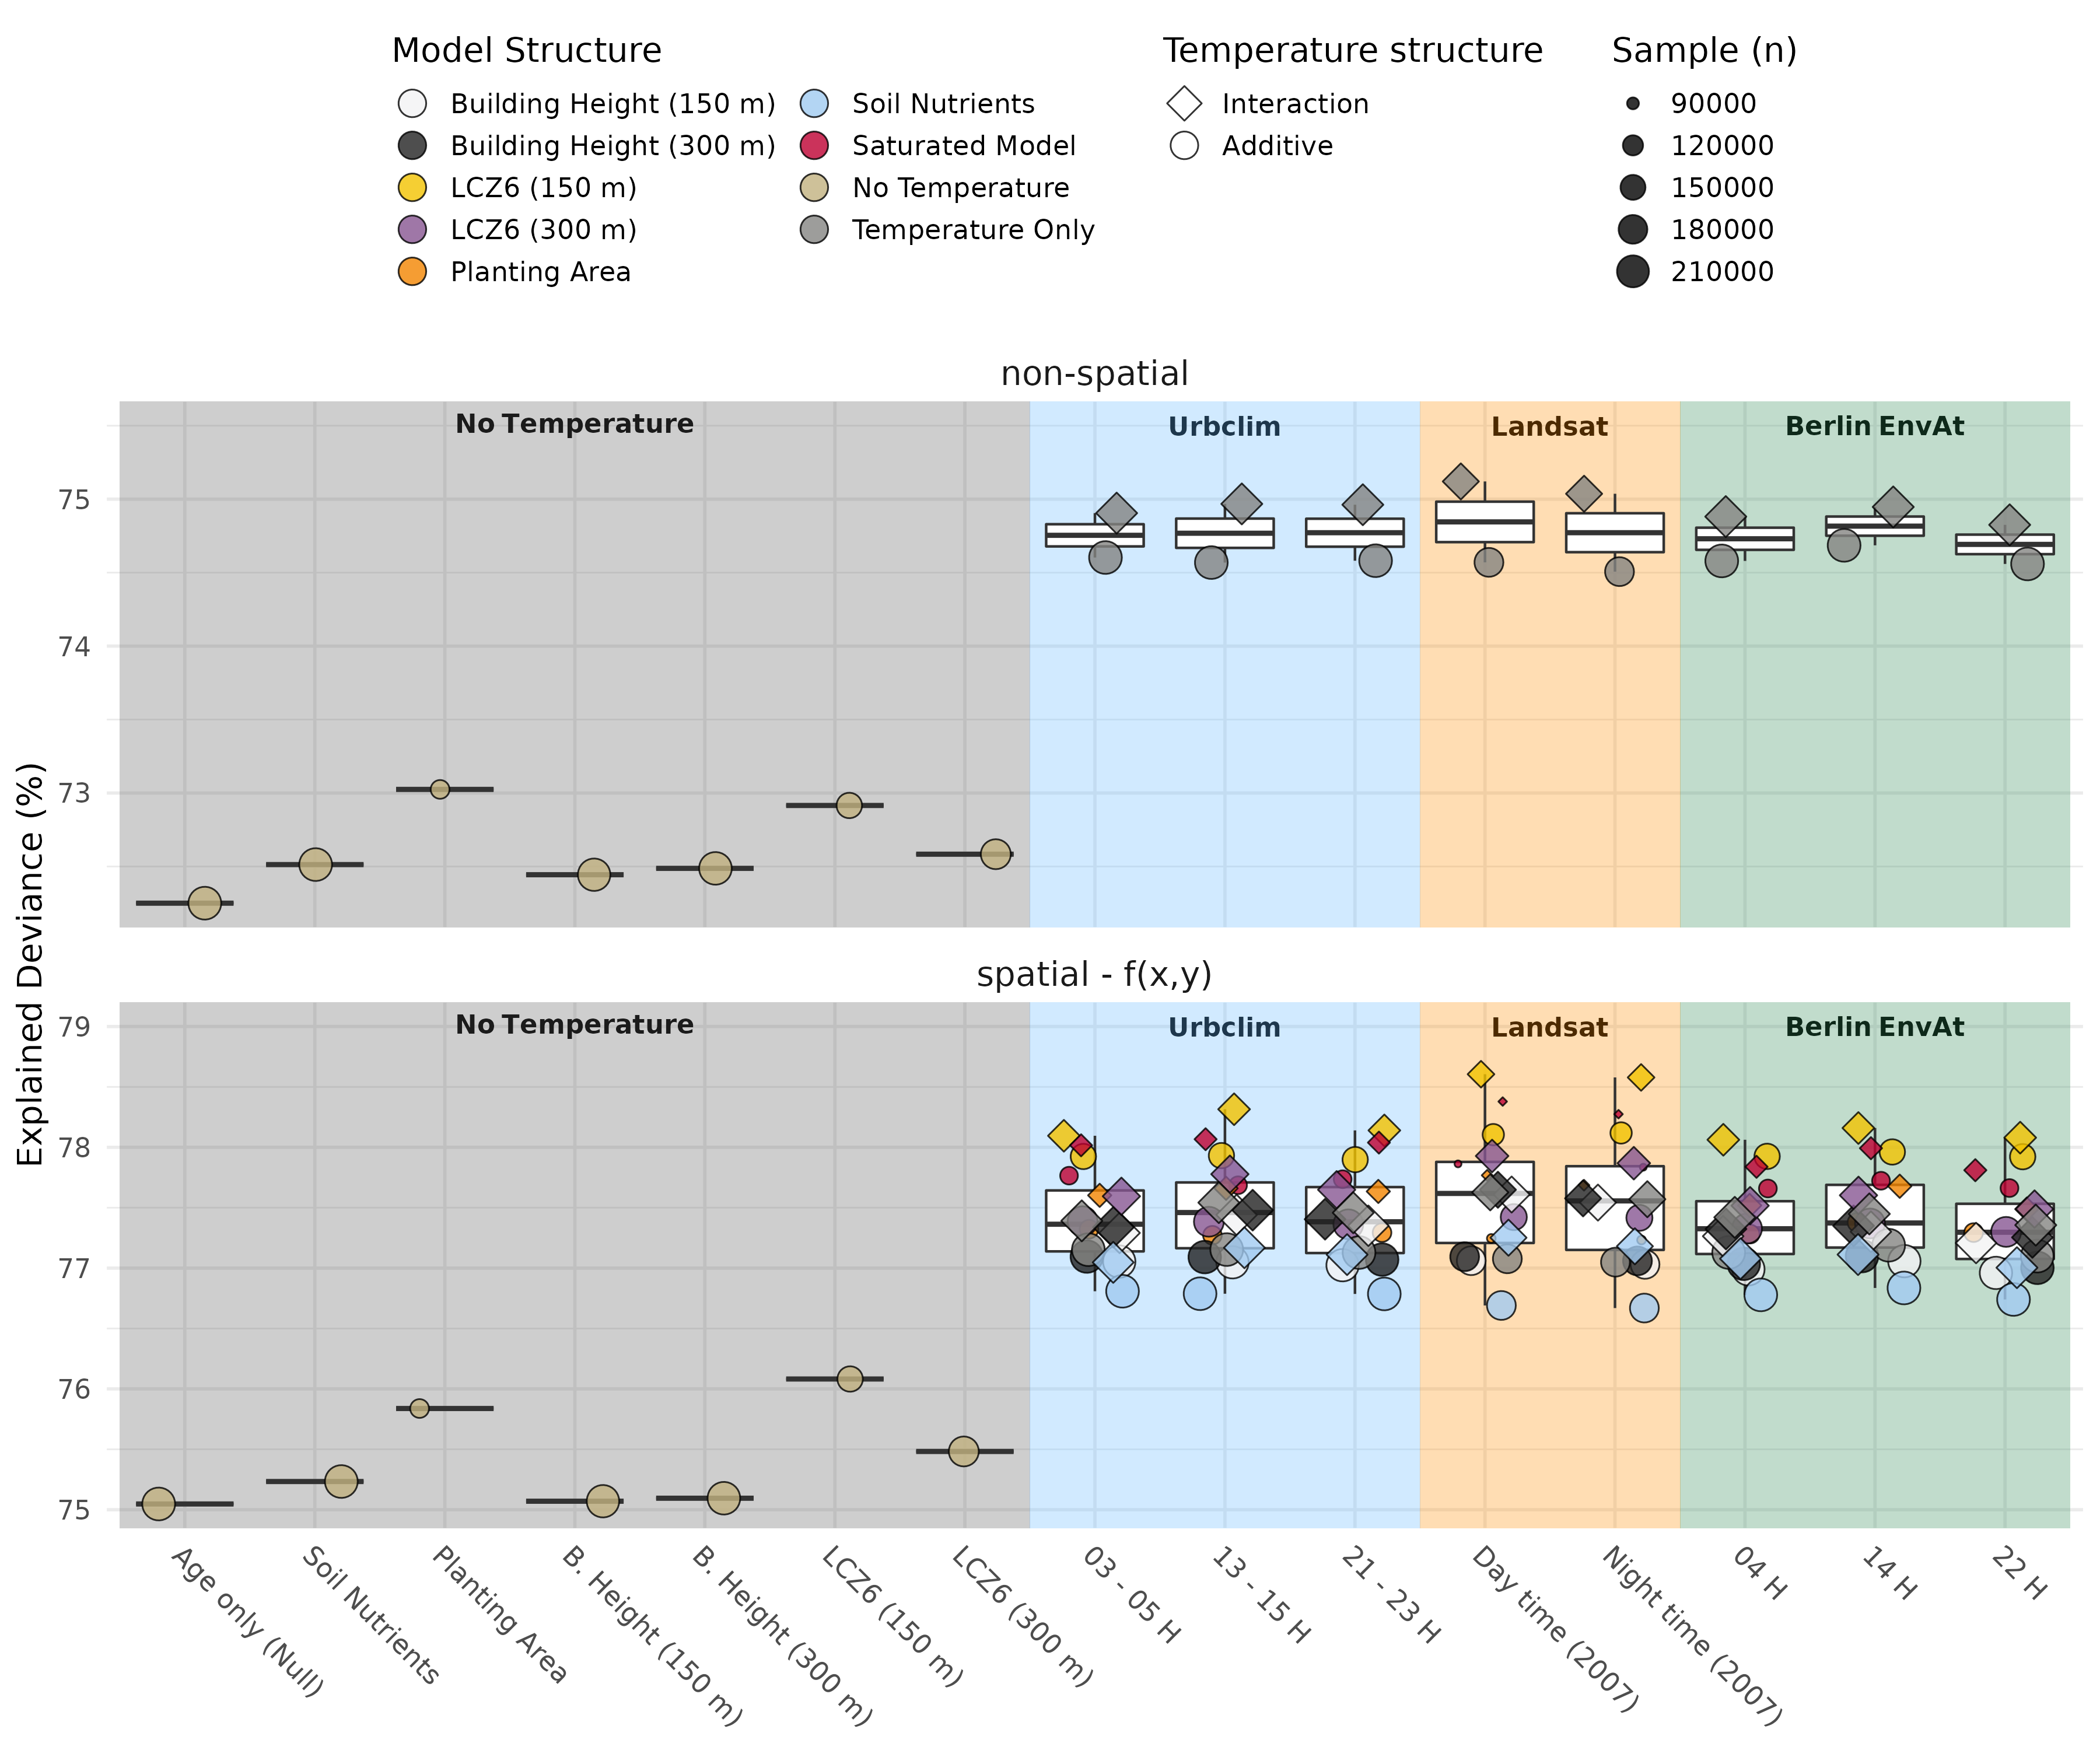 Model Structure
Building Height (150 m)
Building Height (300 m)
LCZ6 (150 m)
LCZ6 (300 m)
Planting Area
Soil Nutrients
Saturated Model
No Temperature
Temperature Only
Temperature structure
Interaction
Additive
Sample (n)
90000
120000
150000
180000
210000
Explained Deviance (%)
non-spatial
No Temperature
Urbclim
Landsat
Berlin EnvAt
75
74
73
spatial - f(x,y)
No Temperature
Urbclim
Landsat
Berlin EnvAt
79
78
77
76
75
Age only (Null)
Soil Nutrients
Planting Area
B. Height (150 m)
B. Height (300 m)
LCZ6 (150 m)
LCZ6 (300 m)
03 - 05 H
13 - 15 H
21 - 23 H
Day time (2007)
Night time (2007)
04 H
14 H
22 H